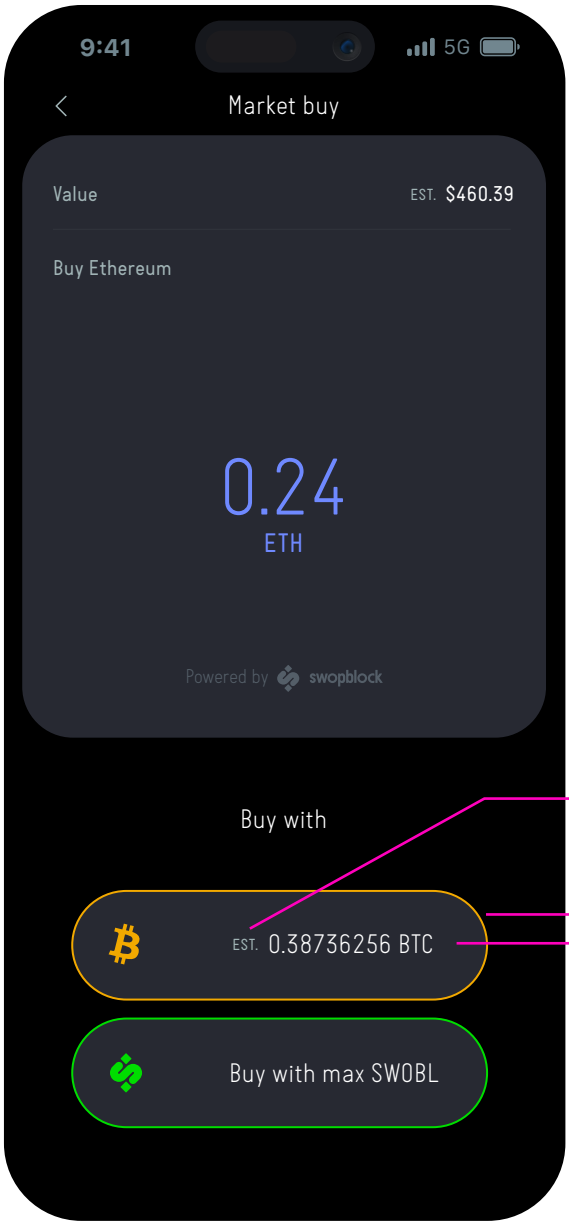 9:41 5G
Market buy
Value EST. $460.39
Buy Ethereum
0.24
ETH
Powered by swopblock
Buy with
EST. 0.38736256 BTC
Buy with max SWOBL